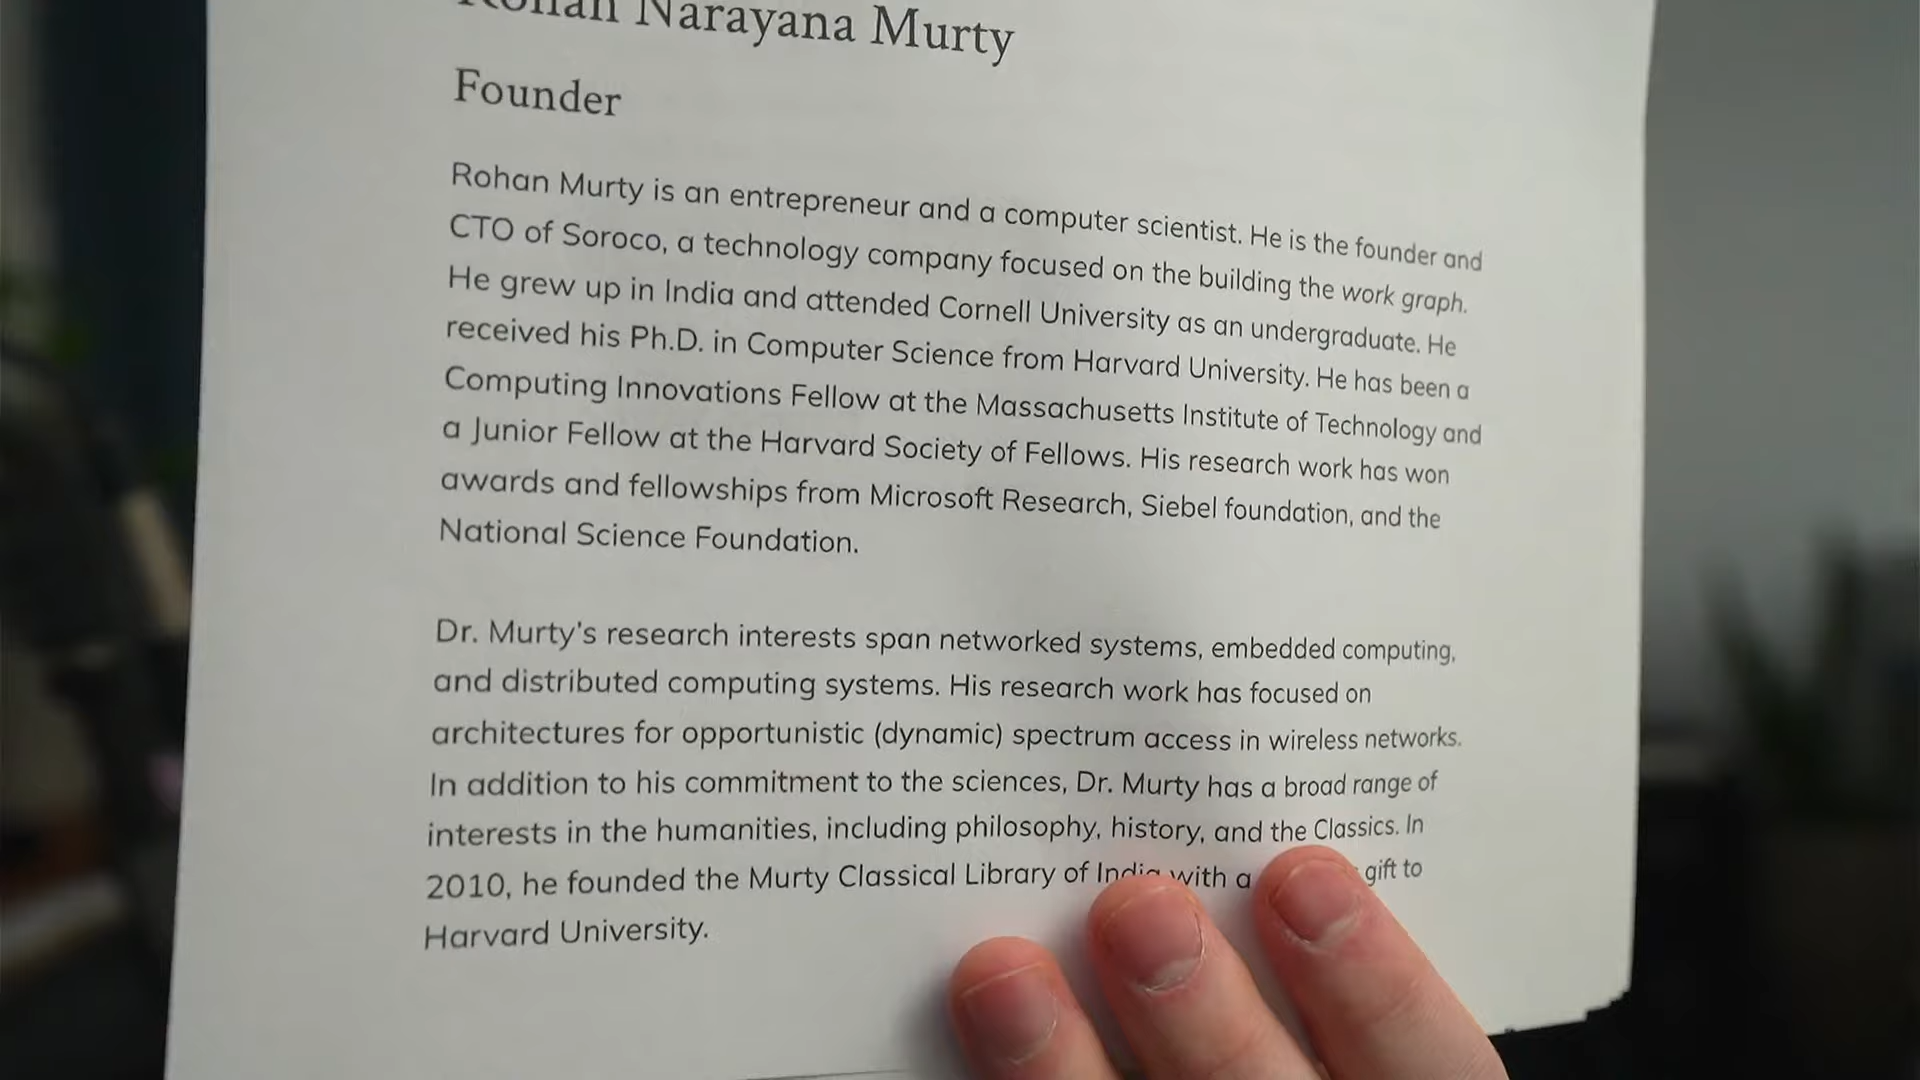 Rohan Narayana Murty
Founder
Rohan Murty is an entrepreneur and a computer scientist. He is the founder and
CTO of Soroco, a technology company focused on the building the work graph.
He grew up in India and attended Cornell University as an undergraduate. He
received his Ph.D. in Computer Science from Harvard University. He has been a
Computing Innovations Fellow at the Massachusetts Institute of Technology and
a Junior Fellow at the Harvard Society of Fellows. His research work has won
awards and fellowships from Microsoft Research, Siebel foundation, and the
National Science Foundation.
Dr. Murty's research interests span networked systems, embedded computing,
and distributed computing systems. His research work has focused on
architectures for opportunistic (dynamic) spectrum access in wireless networks.
In addition to his commitment to the sciences, Dr. Murty has a broad range of
interests in the humanities, including philosophy, history, and the Classics. In
2010, he founded the Murty Classical Library of India with a gift to
Harvard University.